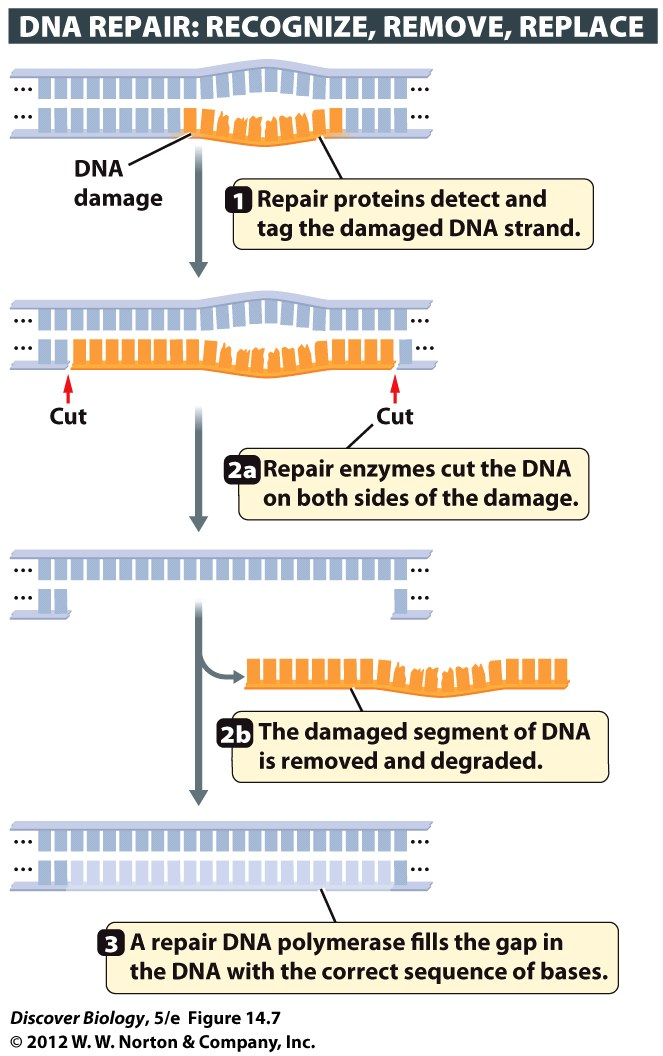 DNA REPAIR: RECOGNIZE, REMOVE, REPLACE
... ...
... ...
DNA
damage
1 Repair proteins detect and
tag the damaged DNA strand.
... ...
... ...
Cut Cut
2a Repair enzymes cut the DNA
on both sides of the damage.
... ...
... ...
2b The damaged segment of DNA
is removed and degraded.
... ...
... ...
3 A repair DNA polymerase fills the gap in
the DNA with the correct sequence of bases.
Discover Biology, 5/e Figure 14.7
© 2012 W. W. Norton & Company, Inc.